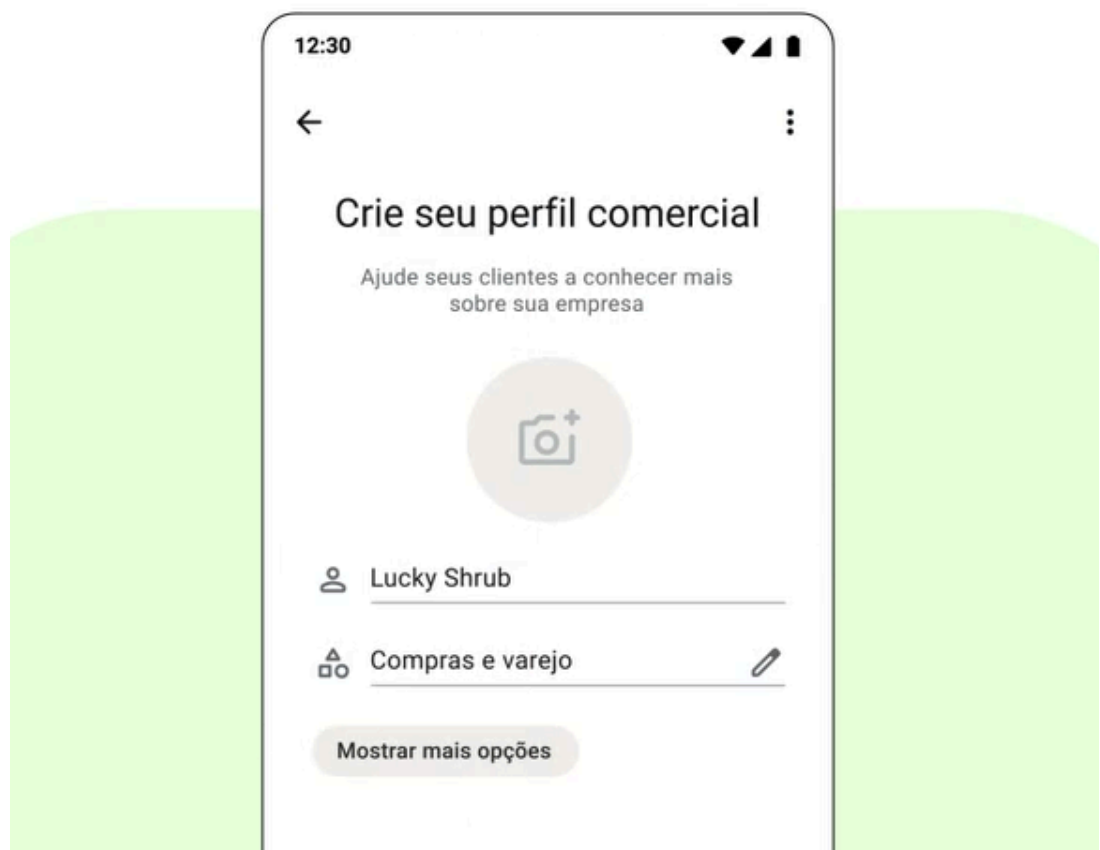 12:30
Crie seu perfil comercial
Ajude seus clientes a conhecer mais
sobre sua empresa
Lucky Shrub
Compras e varejo
Mostrar mais opções